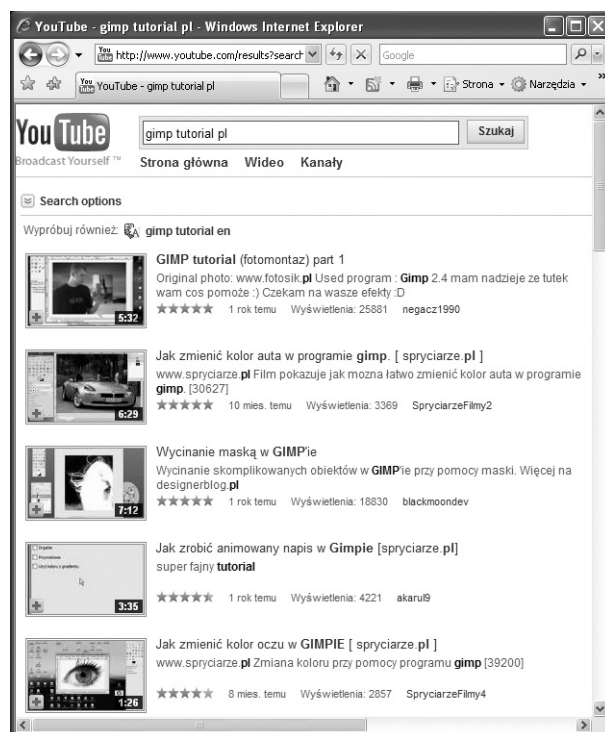 YouTube - gimp tutorial pl - Windows Internet Explorer
http://www.youtube.com/results?search
Google
YouTube - gimp tutorial pl
Strona
Narzędzia
You Tube
Broadcast Yourself ™
gimp tutorial pl
Szukaj
Strona główna Wideo Kanały
Search options
Wypróbuj również: gimp tutorial en
GIMP tutorial (fotomontaz) part 1
Original photo: www.fotosik.pl Used program : Gimp 2.4 mam nadzieje ze tutek
wam cos pomoże :) Czekam na wasze efekty :D
1 rok temu Wyświetlenia: 25881 negacz1990
5:32
Jak zmienić kolor auta w programie gimp. [ spryciarze.pl ]
www.spryciarze.pl Film pokazuje jak mozna łatwo zmienić kolor auta w programie
gimp. [30627]
10 mies. temu Wyświetlenia: 3369 SpryciarzeFilmy2
6:29
Wycinanie maską w GIMP'ie
Wycinanie skomplikowanych obiektów w GIMP'ie przy pomocy maski. Więcej na
designerblog.pl
1 rok temu Wyświetlenia: 18830 blackmoondev
7:12
Jak zrobić animowany napis w Gimpie [spryciarze.pl]
super fajny tutorial
1 rok temu Wyświetlenia: 4221 akarul9
3:35
Jak zmienić kolor oczu w GIMPIE [ spryciarze.pl ]
www.spryciarze.pl Zmiana koloru przy pomocy programu gimp [39200]
8 mies. temu Wyświetlenia: 2857 SpryciarzeFilmy4
1:26